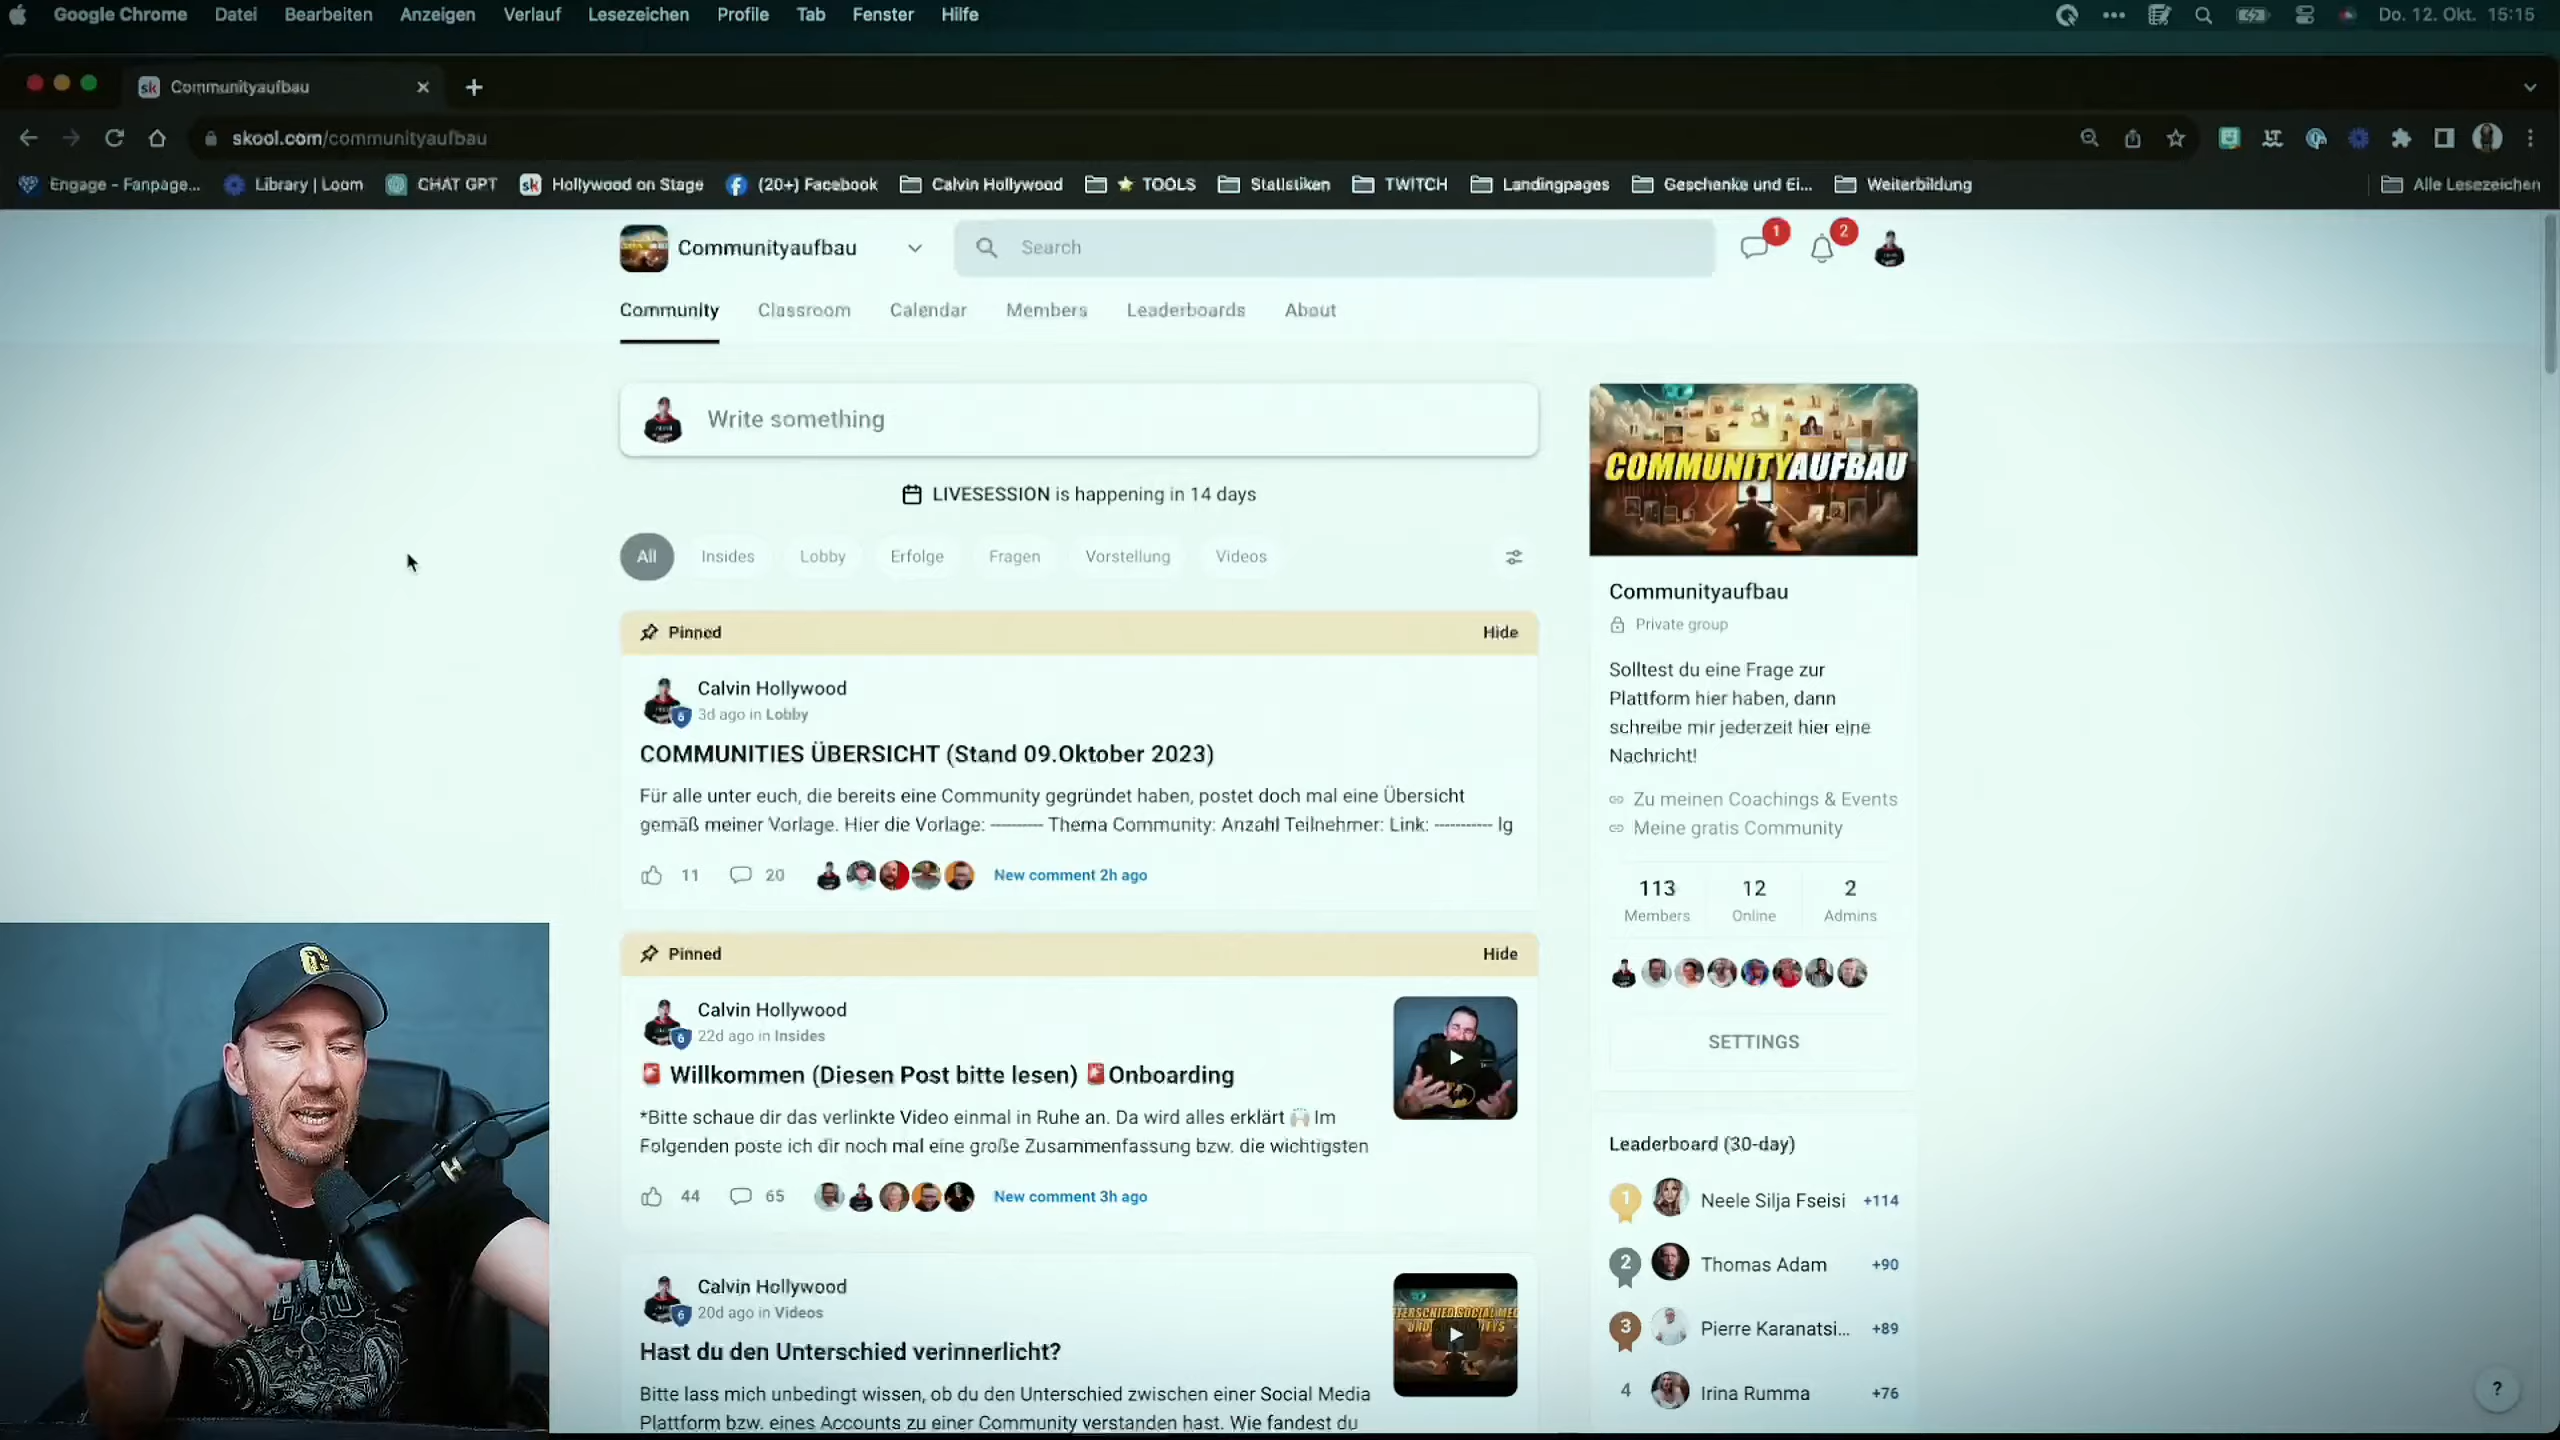 Google Chrome Datei Bearbeiten Anzeigen Verlauf Lesezeichen Profile Tab Fenster Hilfe Do. 12. Okt. 15:15
sk Communityaufbau
skool.com/communityaufbau
Engage - Fanpage... Library | Loom CHAT GPT sk Hollywood on Stage (20+) Facebook Calvin Hollywood TOOLS Statistiken TWITCH Landingpages Geschenke und Ei... Weiterbildung Alle Lesezeichen
Communityaufbau Search 1 2
Community Classroom Calendar Members Leaderboards About
Write something
LIVESESSION is happening in 14 days
All Insides Lobby Erfolge Fragen Vorstellung Videos
Pinned Hide
Calvin Hollywood
6 3d ago in Lobby
COMMUNITIES ÜBERSICHT (Stand 09.Oktober 2023)
Für alle unter euch, die bereits eine Community gegründet haben, postet doch mal eine Übersicht
gemäß meiner Vorlage. Hier die Vorlage: ---------- Thema Community: Anzahl Teilnehmer: Link: ----------- lg
11 20 New comment 2h ago
Pinned Hide
Calvin Hollywood
6 22d ago in Insides
🚨 Willkommen (Diesen Post bitte lesen) 🚨Onboarding
*Bitte schaue dir das verlinkte Video einmal in Ruhe an. Da wird alles erklärt 🙌🏻 Im
Folgenden poste ich dir noch mal eine große Zusammenfassung bzw. die wichtigsten
44 65 New comment 3h ago
Calvin Hollywood
6 20d ago in Videos
Hast du den Unterschied verinnerlicht?
Bitte lass mich unbedingt wissen, ob du den Unterschied zwischen einer Social Media
Plattform bzw. eines Accounts zu einer Community verstanden hast. Wie fandest du
COMMUNITYAUFBAU
Communityaufbau
Private group
Solltest du eine Frage zur
Plattform hier haben, dann
schreibe mir jederzeit hier eine
Nachricht!
Zu meinen Coachings & Events
Meine gratis Community
113 12 2
Members Online Admins
SETTINGS
Leaderboard (30-day)
1 Neele Silja Fseisi +114
2 Thomas Adam +90
3 Pierre Karanatsi... +89
4 Irina Rumma +76
?